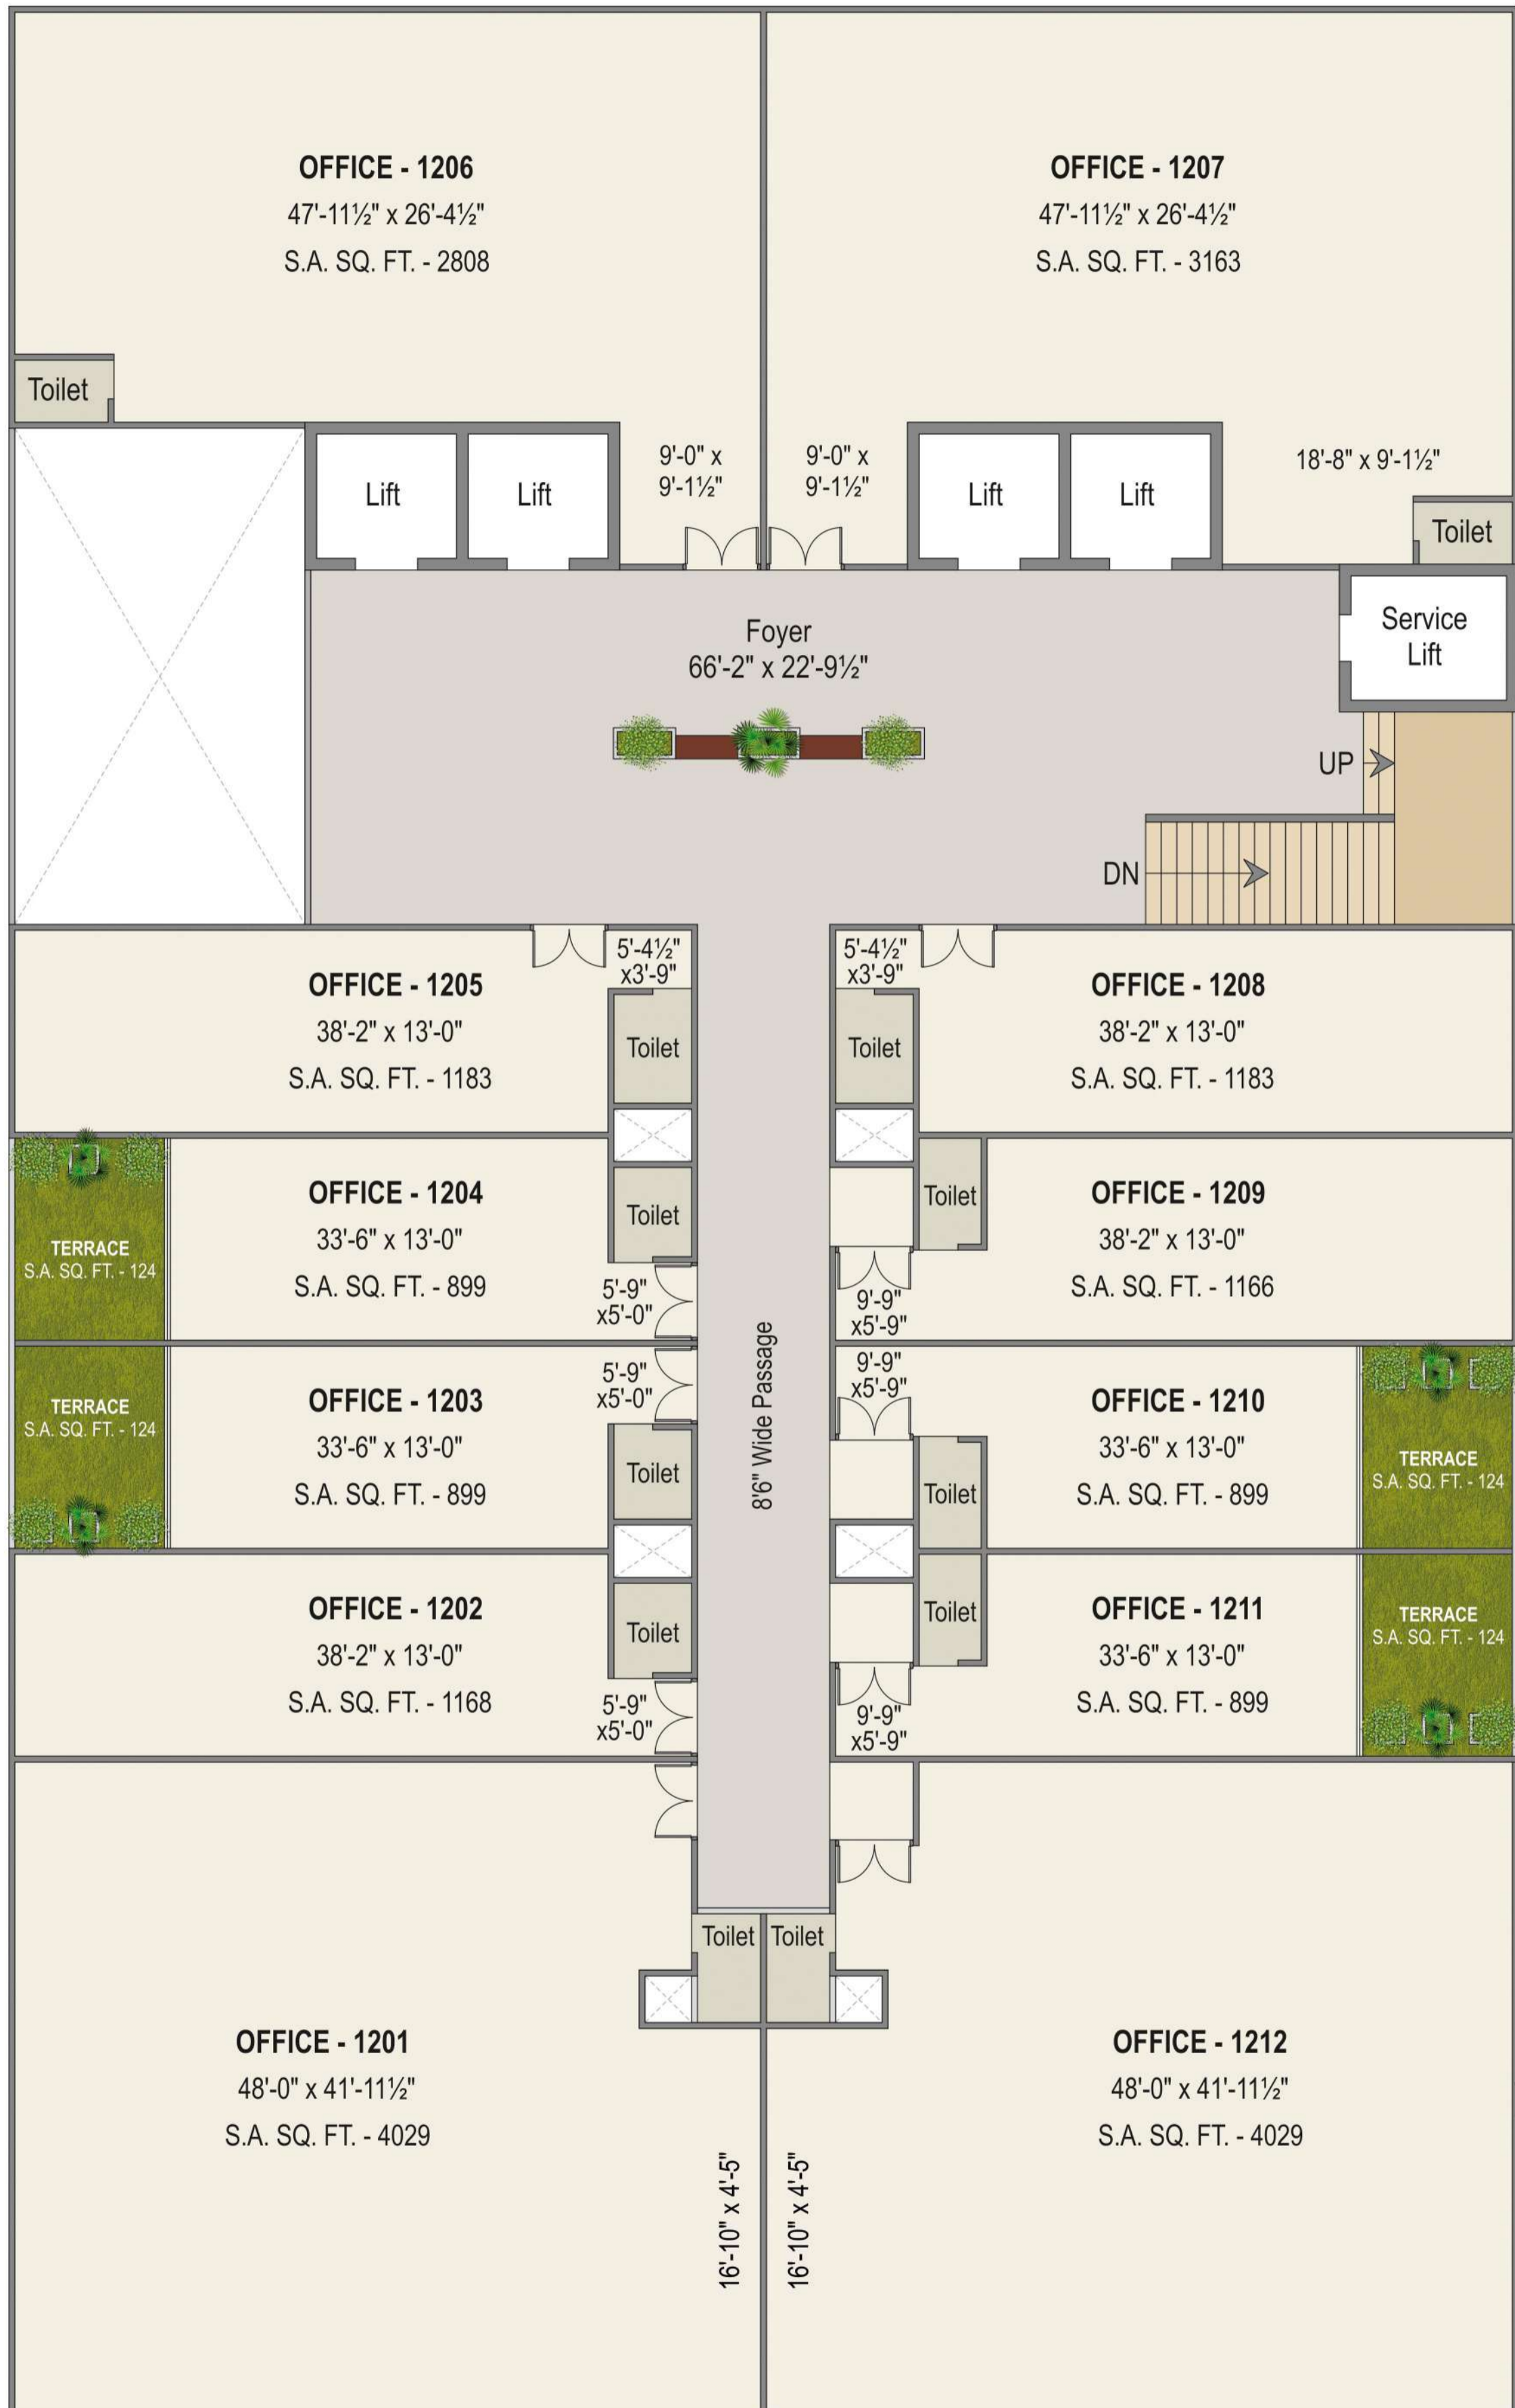 OFFICE - 1206
47'-11½" x 26'-4½"
S.A. SQ. FT. - 2808
OFFICE - 1207
47'-11½" x 26'-4½"
S.A. SQ. FT. - 3163
Toilet
Lift
Lift
9'-0" x
9'-1½"
9'-0" x
9'-1½"
Lift
Lift
18'-8" x 9'-1½"
Toilet
Foyer
66'-2" x 22'-9½"
Service
Lift
UP
DN
OFFICE - 1205
38'-2" x 13'-0"
S.A. SQ. FT. - 1183
5'-4½"
x3'-9"
Toilet
5'-4½"
x3'-9"
Toilet
OFFICE - 1208
38'-2" x 13'-0"
S.A. SQ. FT. - 1183
TERRACE
S.A. SQ. FT. - 124
OFFICE - 1204
33'-6" x 13'-0"
S.A. SQ. FT. - 899
Toilet
5'-9"
x5'-0"
Toilet
9'-9"
x5'-9"
OFFICE - 1209
38'-2" x 13'-0"
S.A. SQ. FT. - 1166
8'6" Wide Passage
TERRACE
S.A. SQ. FT. - 124
OFFICE - 1203
33'-6" x 13'-0"
S.A. SQ. FT. - 899
5'-9"
x5'-0"
Toilet
9'-9"
x5'-9"
Toilet
OFFICE - 1210
33'-6" x 13'-0"
S.A. SQ. FT. - 899
TERRACE
S.A. SQ. FT. - 124
OFFICE - 1202
38'-2" x 13'-0"
S.A. SQ. FT. - 1168
Toilet
5'-9"
x5'-0"
Toilet
9'-9"
x5'-9"
OFFICE - 1211
33'-6" x 13'-0"
S.A. SQ. FT. - 899
TERRACE
S.A. SQ. FT. - 124
Toilet
Toilet
OFFICE - 1201
48'-0" x 41'-11½"
S.A. SQ. FT. - 4029
16'-10" x 4'-5"
16'-10" x 4'-5"
OFFICE - 1212
48'-0" x 41'-11½"
S.A. SQ. FT. - 4029